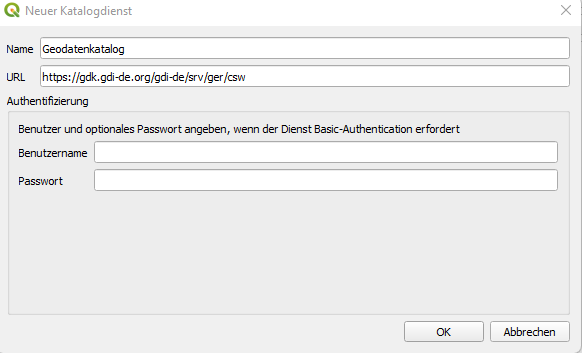 Neuer Katalogdienst
Name Geodatenkatalog
URL https://gdk.gdi-de.org/gdi-de/srv/ger/csw
Authentifizierung
Benutzer und optionales Passwort angeben, wenn der Dienst Basic-Authentication erfordert
Benutzername
Passwort
OK Abbrechen